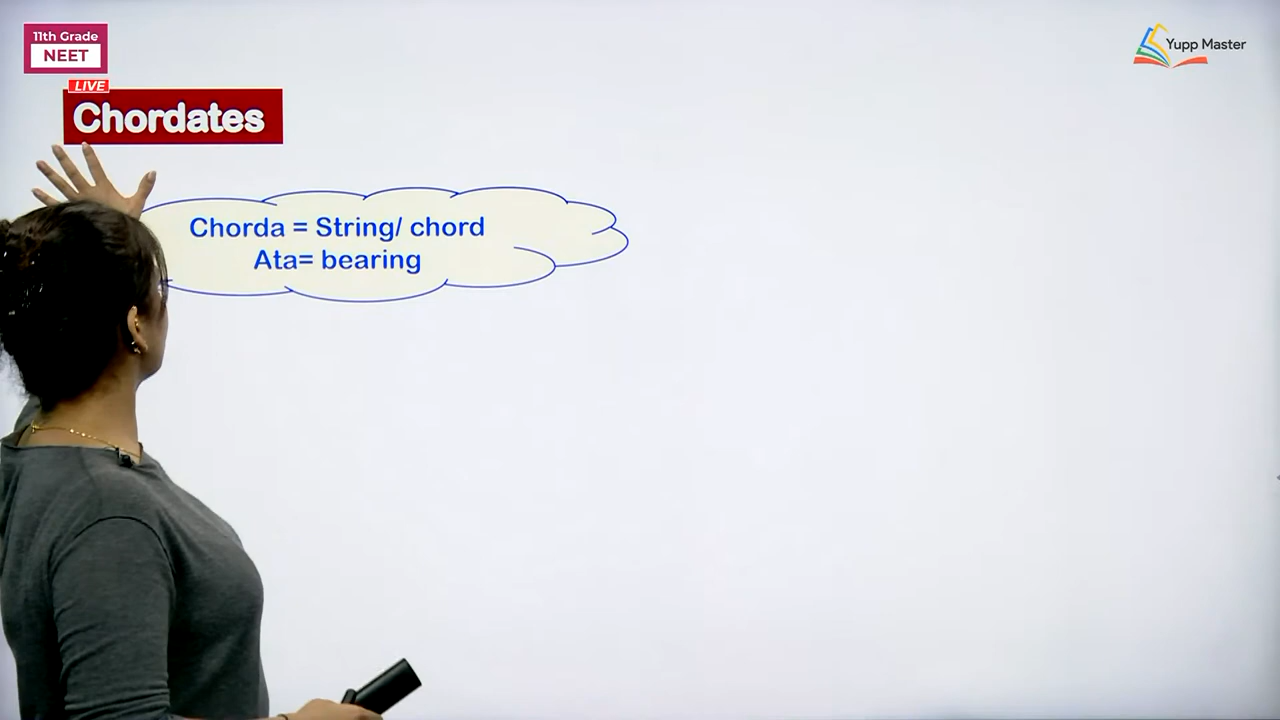 11th Grade
NEET
LIVE
Yupp Master
Chordates
Chorda = String/ chord
Ata= bearing